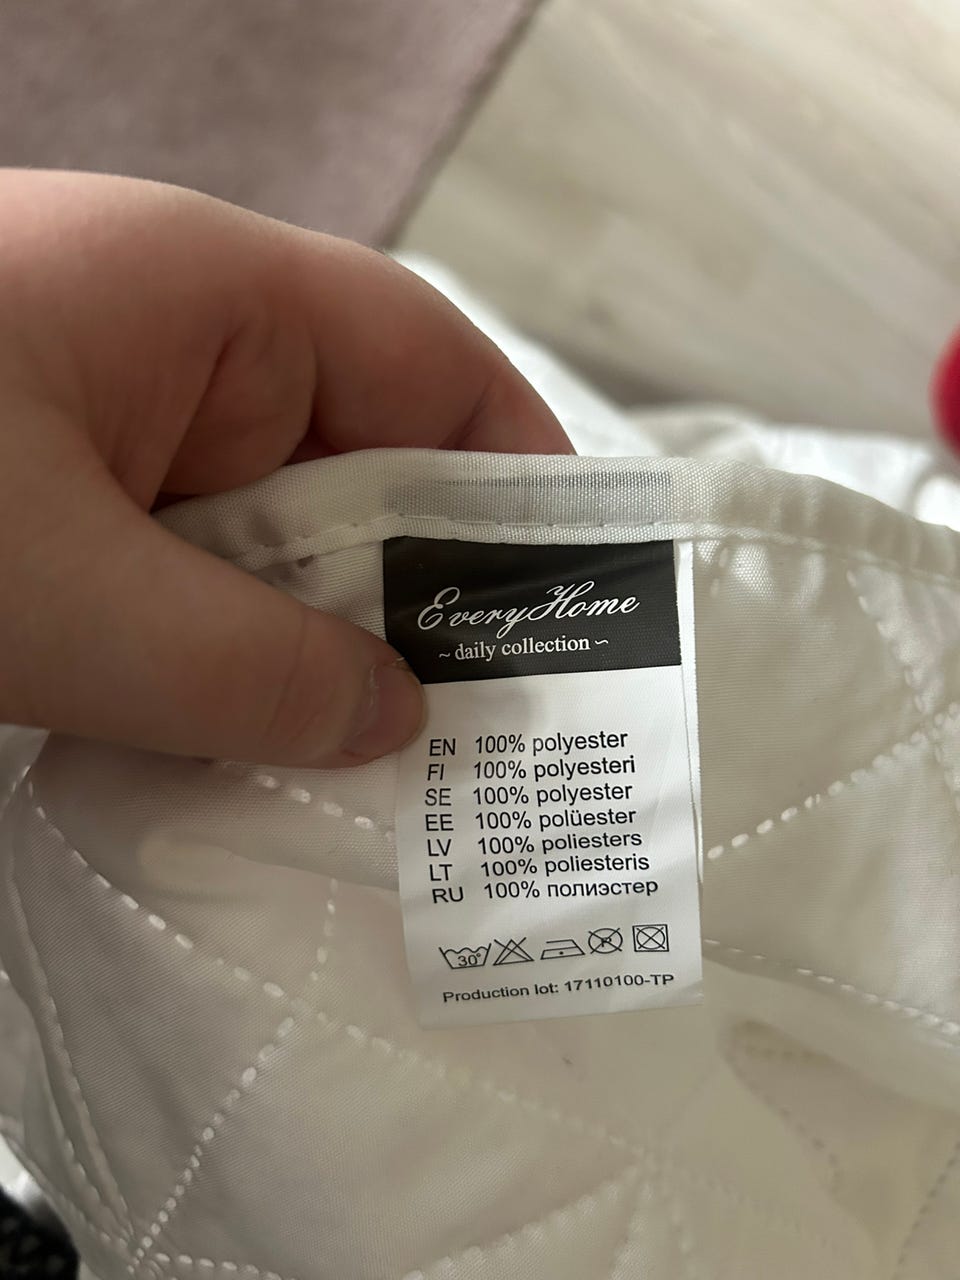 EveryHome
~ daily collection ~
EN 100% polyester
FI 100% polyesteri
SE 100% polyester
EE 100% polüester
LV 100% poliesters
LT 100% poliesteris
RU 100% полиэстер
30°
P
Production lot: 17110100-TP